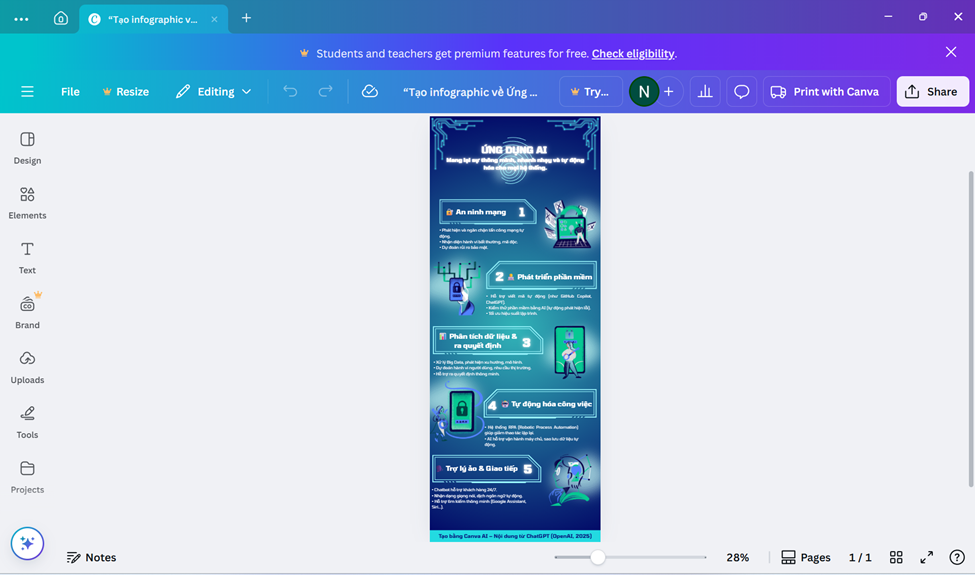 “Tạo infographic v...
Students and teachers get premium features for free. Check eligibility.
File
Resize
Editing
“Tạo infographic về Ứng ...
Try...
N
Print with Canva
Share
Design
Elements
Text
Brand
Uploads
Tools
Projects
ỨNG DỤNG AI
Mang lại sự thông minh, nhanh nhạy và tự động
hóa cho mọi hệ thống.
An ninh mạng 1
• Phát hiện và ngăn chặn tấn công mạng tự
động.
• Nhận diện hành vi bất thường, mã độc.
• Dự đoán rủi ro bảo mật.
2 Phát triển phần mềm
• Hỗ trợ viết mã tự động (như GitHub Copilot,
ChatGPT).
• Kiểm thử phần mềm bằng AI (tự động phát hiện lỗi).
• Tối ưu hiệu suất lập trình.
Phân tích dữ liệu &
ra quyết định 3
• Xử lý Big Data, phát hiện xu hướng, mô hình.
• Dự đoán hành vi người dùng, nhu cầu thị trường.
• Hỗ trợ ra quyết định thông minh.
4 Tự động hóa công việc
• Hệ thống RPA (Robotic Process Automation)
giúp giảm thao tác lặp lại.
• AI hỗ trợ vận hành máy chủ, sao lưu dữ liệu tự
động.
Trợ lý ảo & Giao tiếp 5
• Chatbot hỗ trợ khách hàng 24/7.
• Nhận dạng giọng nói, dịch ngôn ngữ tự động.
• Hỗ trợ tìm kiếm thông minh (Google Assistant,
Siri...).
Tạo bằng Canva AI – Nội dung từ ChatGPT (OpenAI, 2025)
Notes
28%
Pages
1 / 1